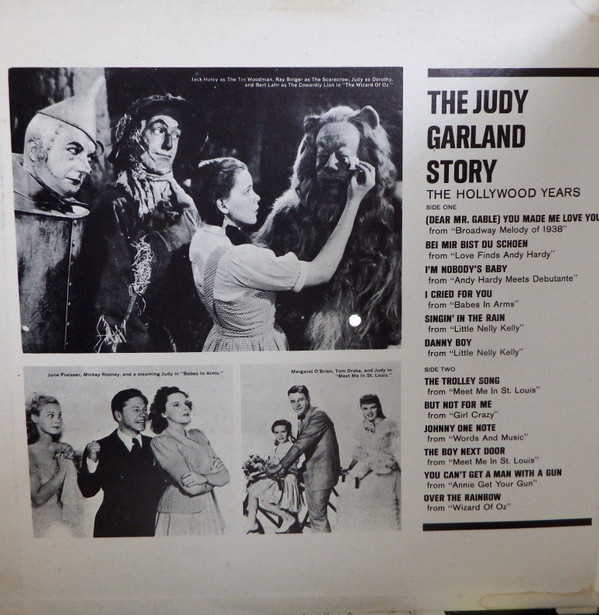 Jack Haley as The Tin Woodman, Ray Bolger as The Scarecrow, Judy as Dorothy,
and Bert Lahr as The Cowardly Lion in "The Wizard Of Oz."
THE JUDY
GARLAND
STORY
THE HOLLYWOOD YEARS
SIDE ONE
(DEAR MR. GABLE) YOU MADE ME LOVE YOU
from "Broadway Melody of 1938"
BEI MIR BIST DU SCHOEN
from "Love Finds Andy Hardy"
I'M NOBODY'S BABY
from "Andy Hardy Meets Debutante"
I CRIED FOR YOU
from "Babes In Arms"
SINGIN' IN THE RAIN
from "Little Nelly Kelly"
DANNY BOY
from "Little Nelly Kelly"
SIDE TWO
THE TROLLEY SONG
from "Meet Me In St. Louis"
BUT NOT FOR ME
from "Girl Crazy"
JOHNNY ONE NOTE
from "Words And Music"
THE BOY NEXT DOOR
from "Meet Me In St. Louis"
YOU CAN'T GET A MAN WITH A GUN
from "Annie Get Your Gun"
OVER THE RAINBOW
from "Wizard Of Oz"
June Preisser, Mickey Rooney, and a steaming Judy in "Babes In Arms."
Margaret O'Brien, Tom Drake, and Judy in
"Meet Me In St. Louis."